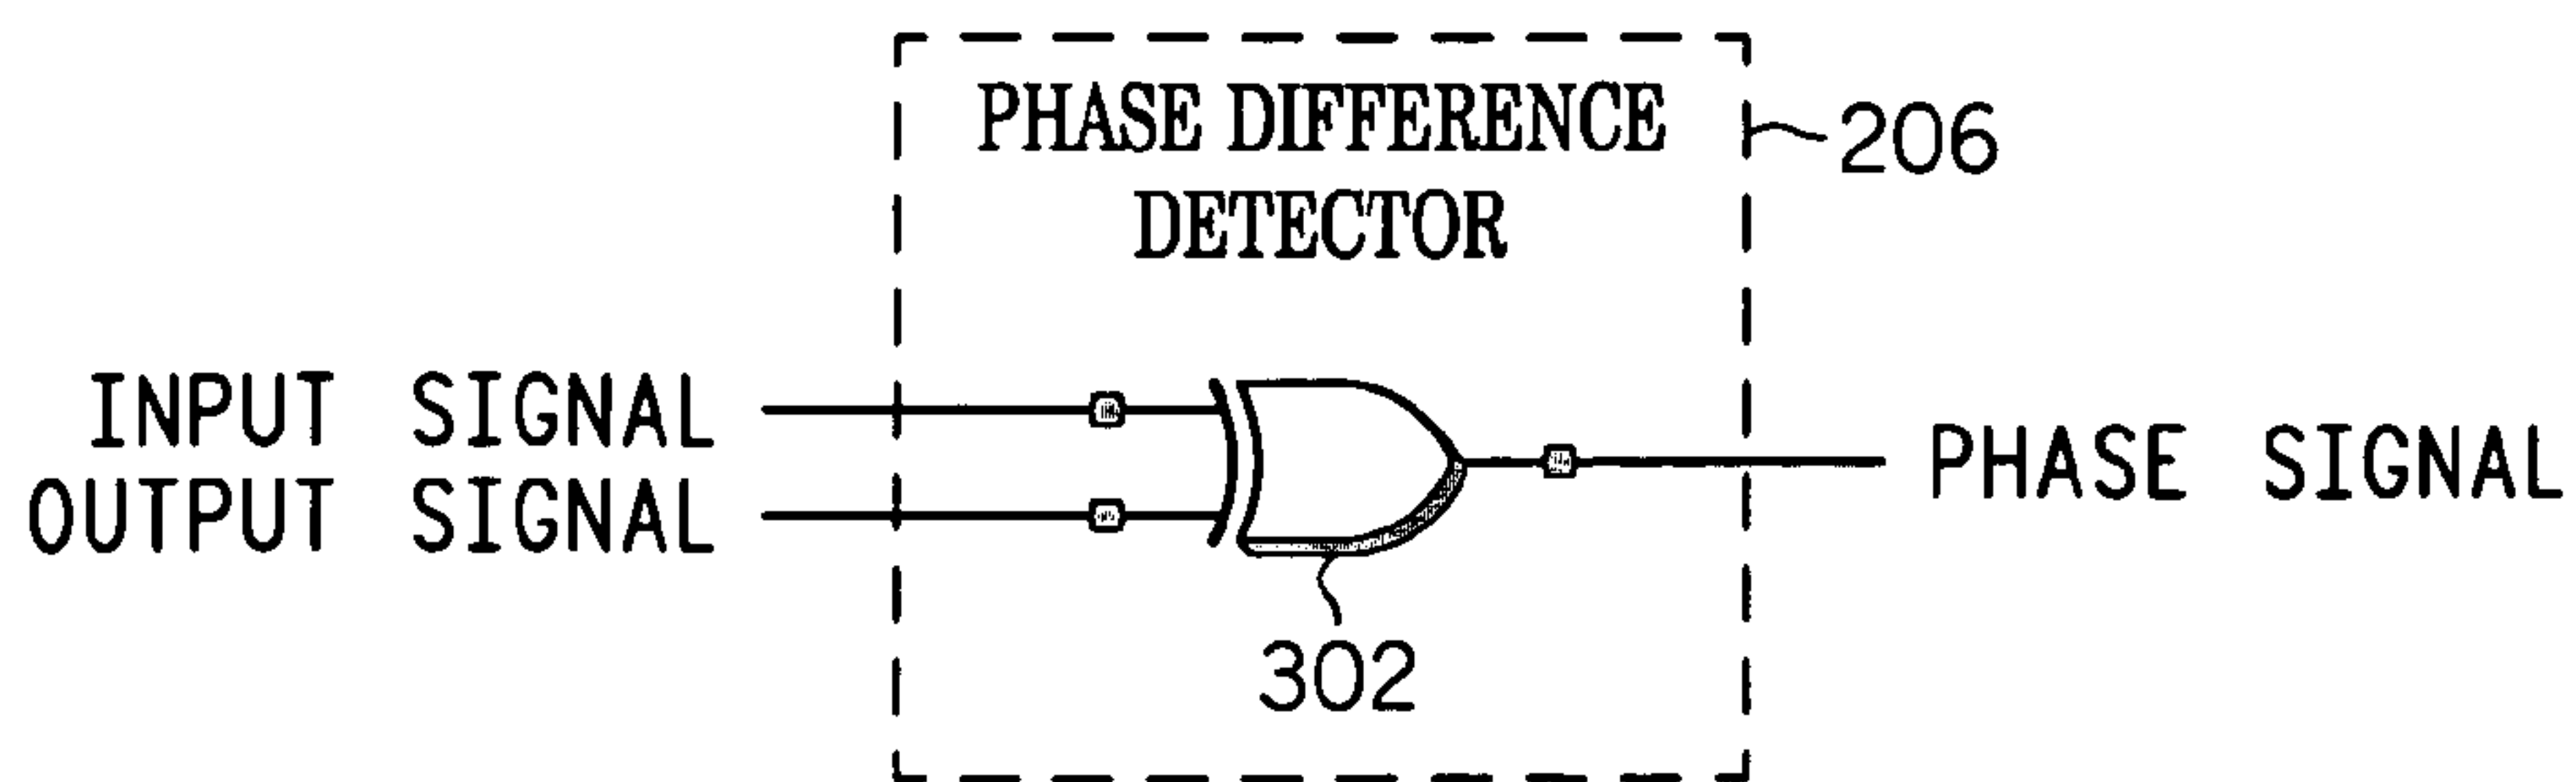 PHASE DIFFERENCE
DETECTOR
206
INPUT SIGNAL
OUTPUT SIGNAL
PHASE SIGNAL
302